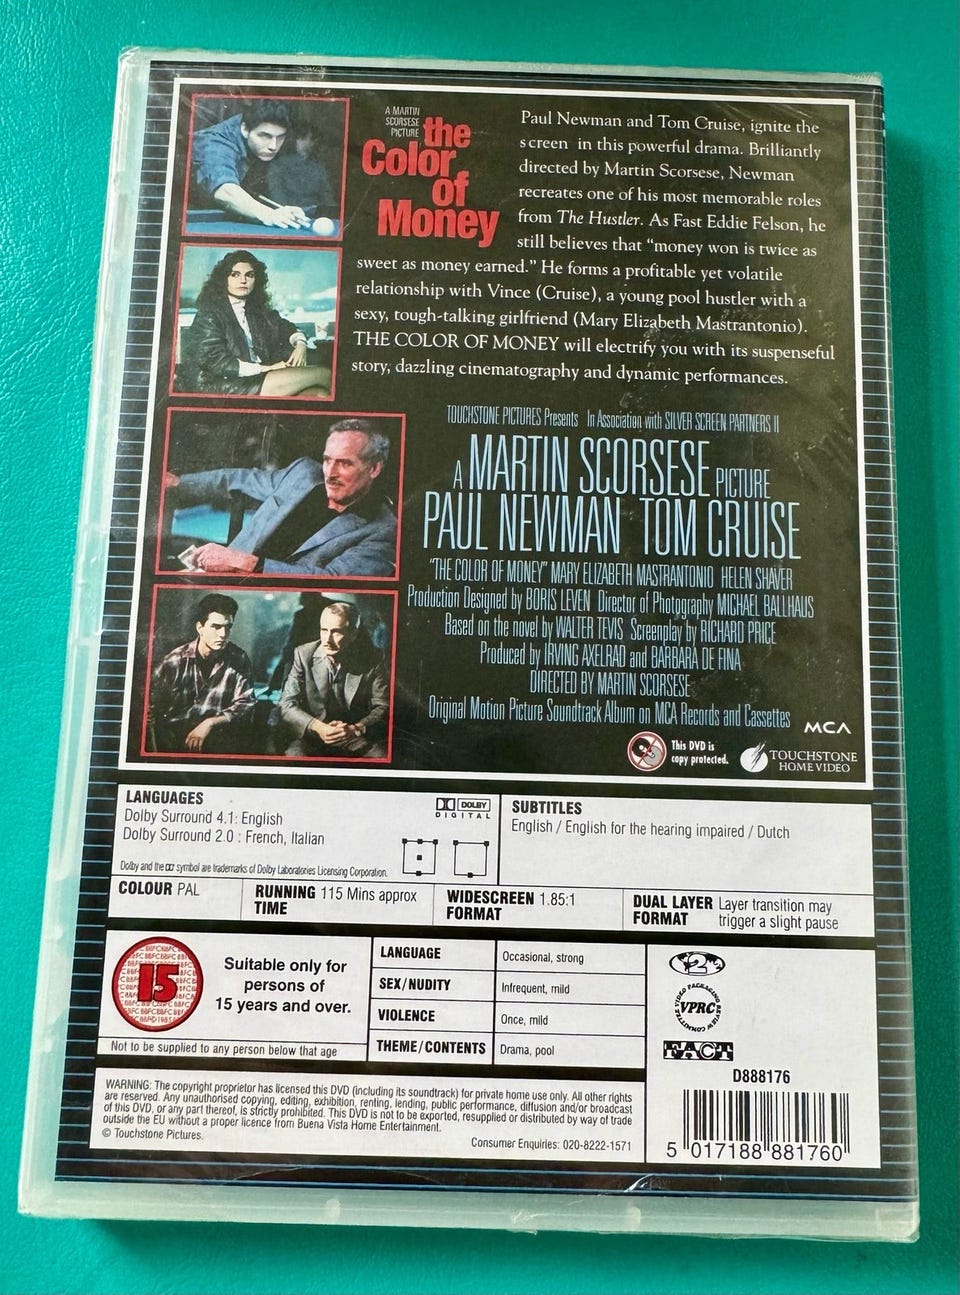 A MARTIN
SCORSESE
PICTURE
the
Color
of
Money
Paul Newman and Tom Cruise, ignite the
screen in this powerful drama. Brilliantly
directed by Martin Scorsese, Newman
recreates one of his most memorable roles
from The Hustler. As Fast Eddie Felson, he
still believes that “money won is twice as
sweet as money earned.” He forms a profitable yet volatile
relationship with Vince (Cruise), a young pool hustler with a
sexy, tough-talking girlfriend (Mary Elizabeth Mastrantonio).
THE COLOR OF MONEY will electrify you with its suspenseful
story, dazzling cinematography and dynamic performances.
TOUCHSTONE PICTURES Presents In Association with SILVER SCREEN PARTNERS II
A MARTIN SCORSESE PICTURE
PAUL NEWMAN TOM CRUISE
“THE COLOR OF MONEY” MARY ELIZABETH MASTRANTONIO HELEN SHAVER
Production Designed by BORIS LEVEN Director of Photography MICHAEL BALLHAUS
Based on the novel by WALTER TEVIS Screenplay by RICHARD PRICE
Produced by IRVING AXELRAD and BARBARA DE FINA
DIRECTED BY MARTIN SCORSESE
Original Motion Picture Soundtrack Album on MCA Records and Cassettes
MCA
This DVD is
copy protected.
TOUCHSTONE
HOME VIDEO
LANGUAGES
Dolby Surround 4.1: English
Dolby Surround 2.0 : French, Italian
DOLBY
DIGITAL
Dolby and the DD symbol are trademarks of Dolby Laboratories Licensing Corporation.
SUBTITLES
English / English for the hearing impaired / Dutch
COLOUR PAL
RUNNING TIME 115 Mins approx
WIDESCREEN FORMAT 1.85:1
DUAL LAYER FORMAT Layer transition may
trigger a slight pause
15
Suitable only for
persons of
15 years and over.
Not to be supplied to any person below that age
LANGUAGE Occasional, strong
SEX/NUDITY Infrequent, mild
VIOLENCE Once, mild
THEME/CONTENTS Drama, pool
2
VIDEO PACKAGING REVIEW COMMITTEE
VPRC
FACT
D888176
5 017188 881760
WARNING: The copyright proprietor has licensed this DVD (including its soundtrack) for private home use only. All other rights
are reserved. Any unauthorised copying, editing, exhibition, renting, lending, public performance, diffusion and/or broadcast
of this DVD, or any part thereof, is strictly prohibited. This DVD is not to be exported, resupplied or distributed by way of trade
outside the EU without a proper licence from Buena Vista Home Entertainment.
© Touchstone Pictures.
Consumer Enquiries: 020-8222-1571